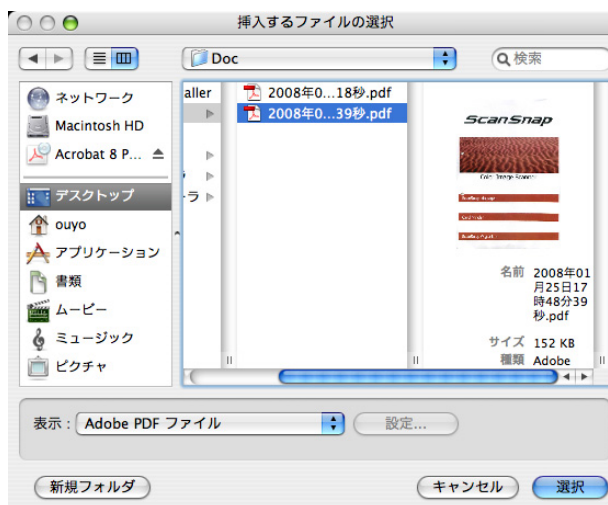 挿入するファイルの選択
Doc
検索
ネットワーク
Macintosh HD
Acrobat 8 P...
デスクトップ
ouyo
アプリケーション
書類
ムービー
ミュージック
ピクチャ
aller
ラ
ーラ
2008年0...18秒.pdf
2008年0...39秒.pdf
ScanSnap
Color Image Scanner
名前 2008年01
月25日17
時48分39
秒.pdf
サイズ 152 KB
種類 Adobe
表示 : Adobe PDF ファイル
設定...
新規フォルダ
キャンセル
選択